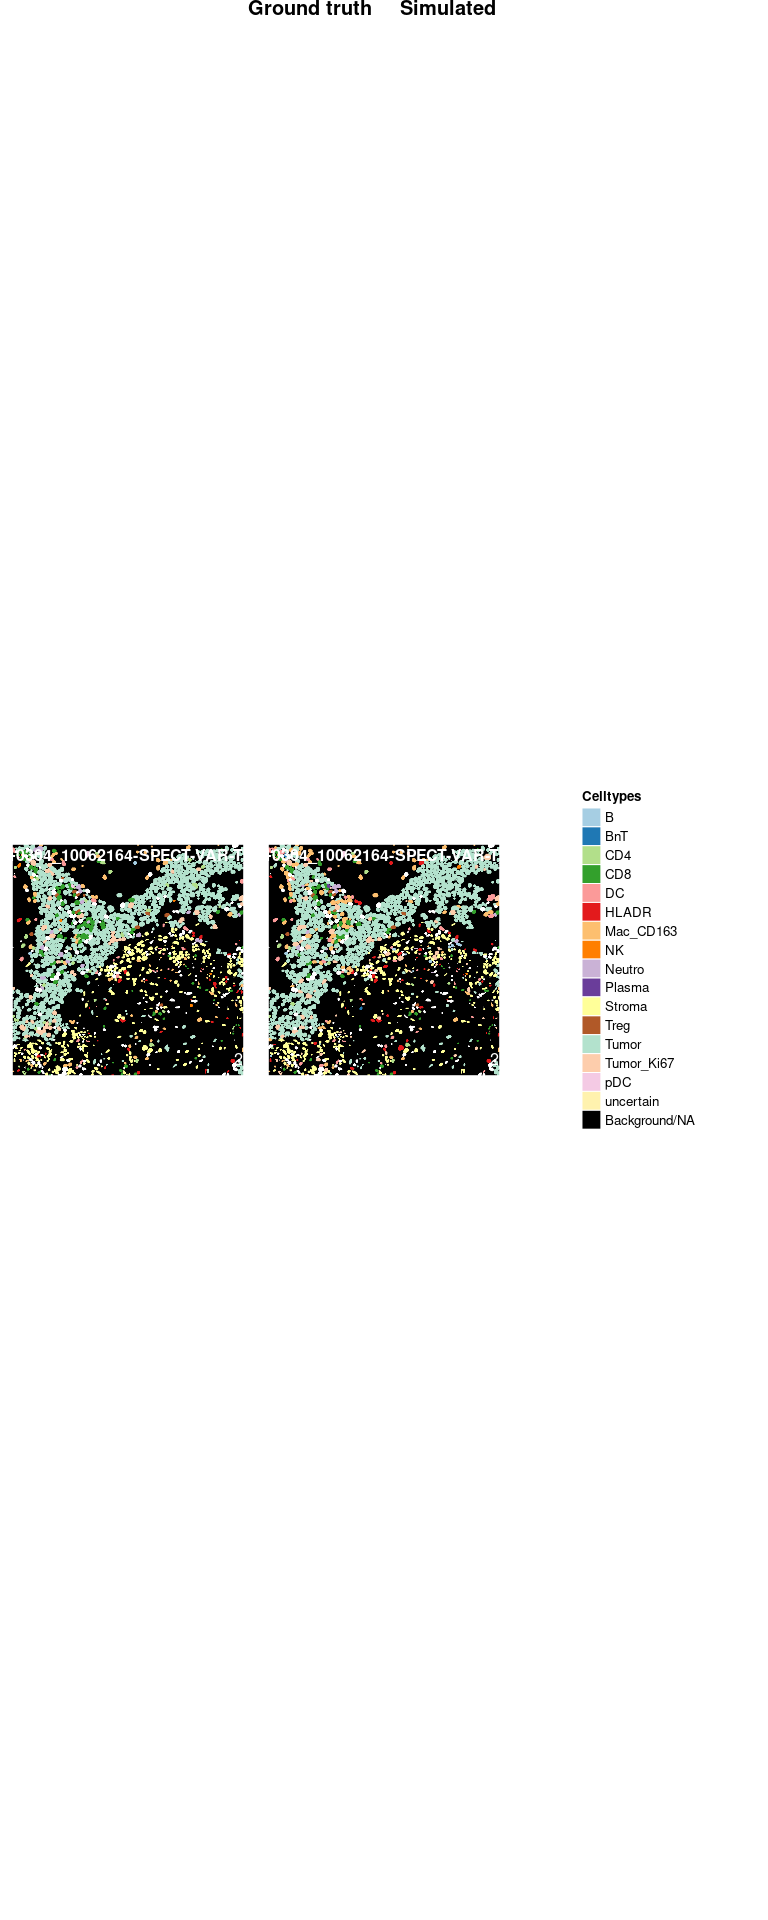 Ground truth Simulated
Celltypes
B
BnT
CD4
CD8
DC
HLADR
Mac_CD163
NK
Neutro
Plasma
Stroma
Treg
Tumor
Tumor_Ki67
pDC
uncertain
Background/NA